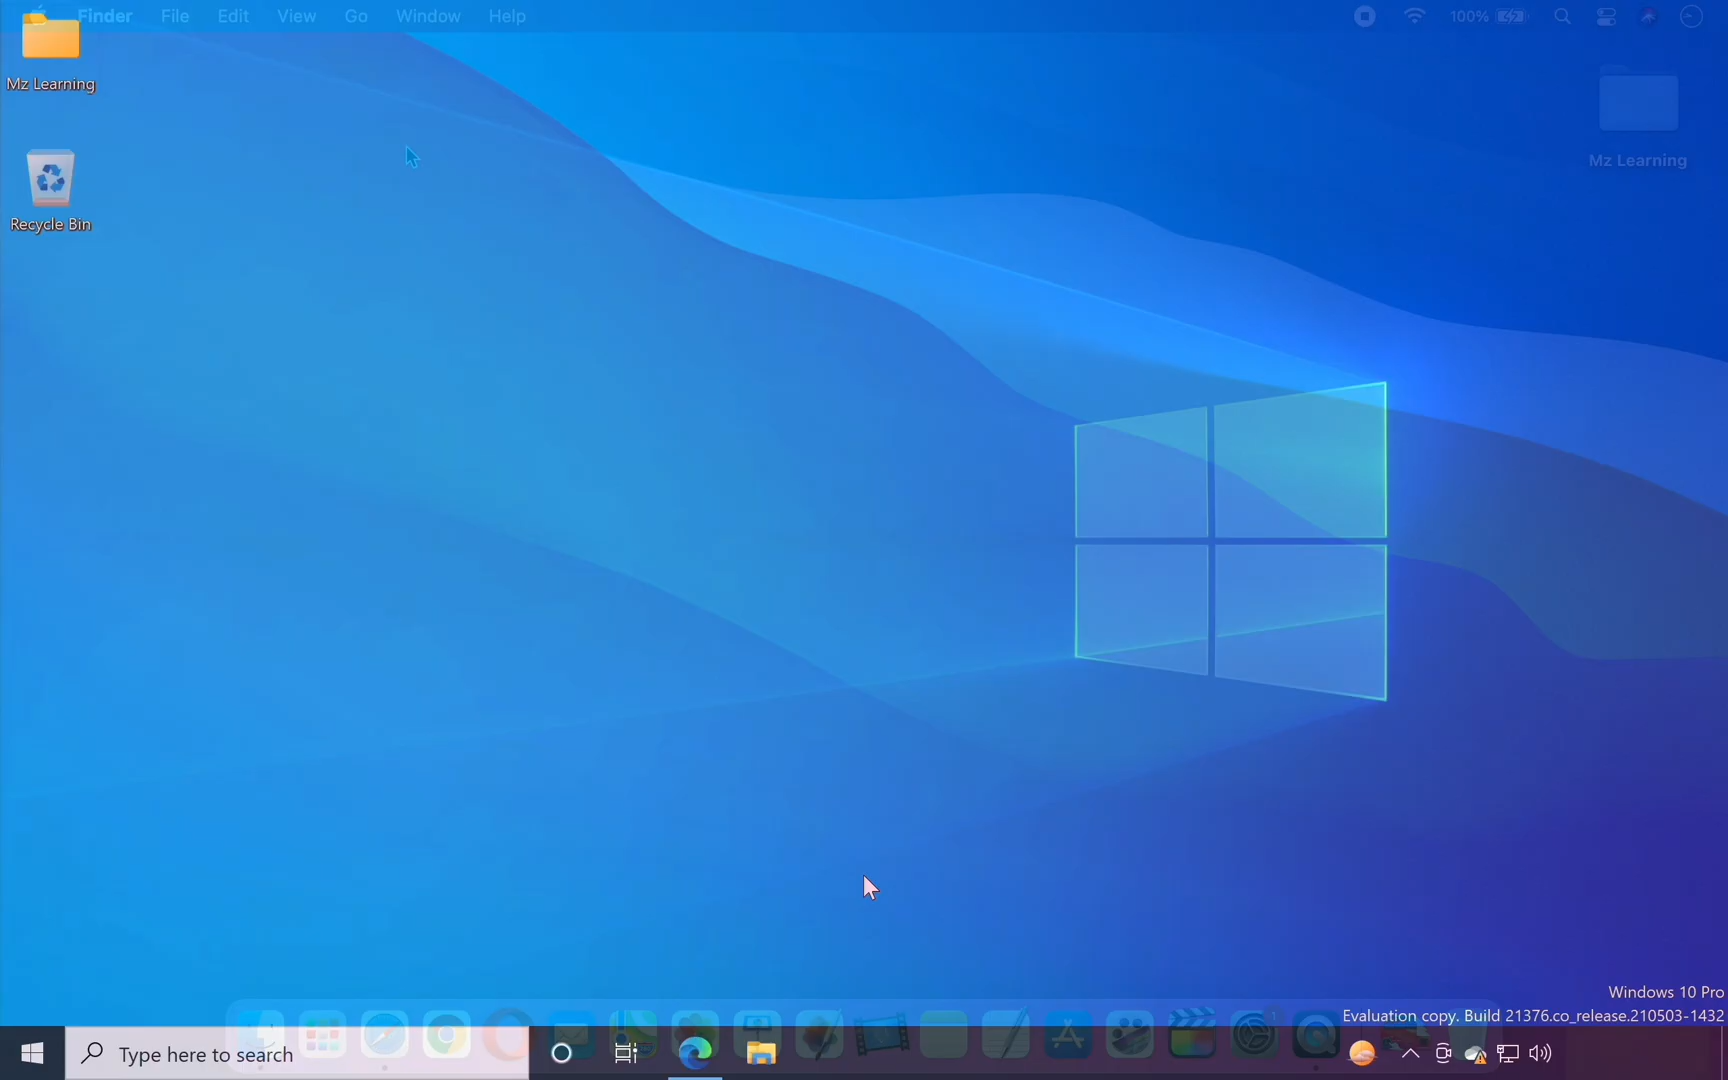 Finder File Edit View Go Window Help 100%
Mz Learning
Mz Learning
Recycle Bin
Windows 10 Pro
Evaluation copy. Build 21376.co_release.210503-1432
Type here to search